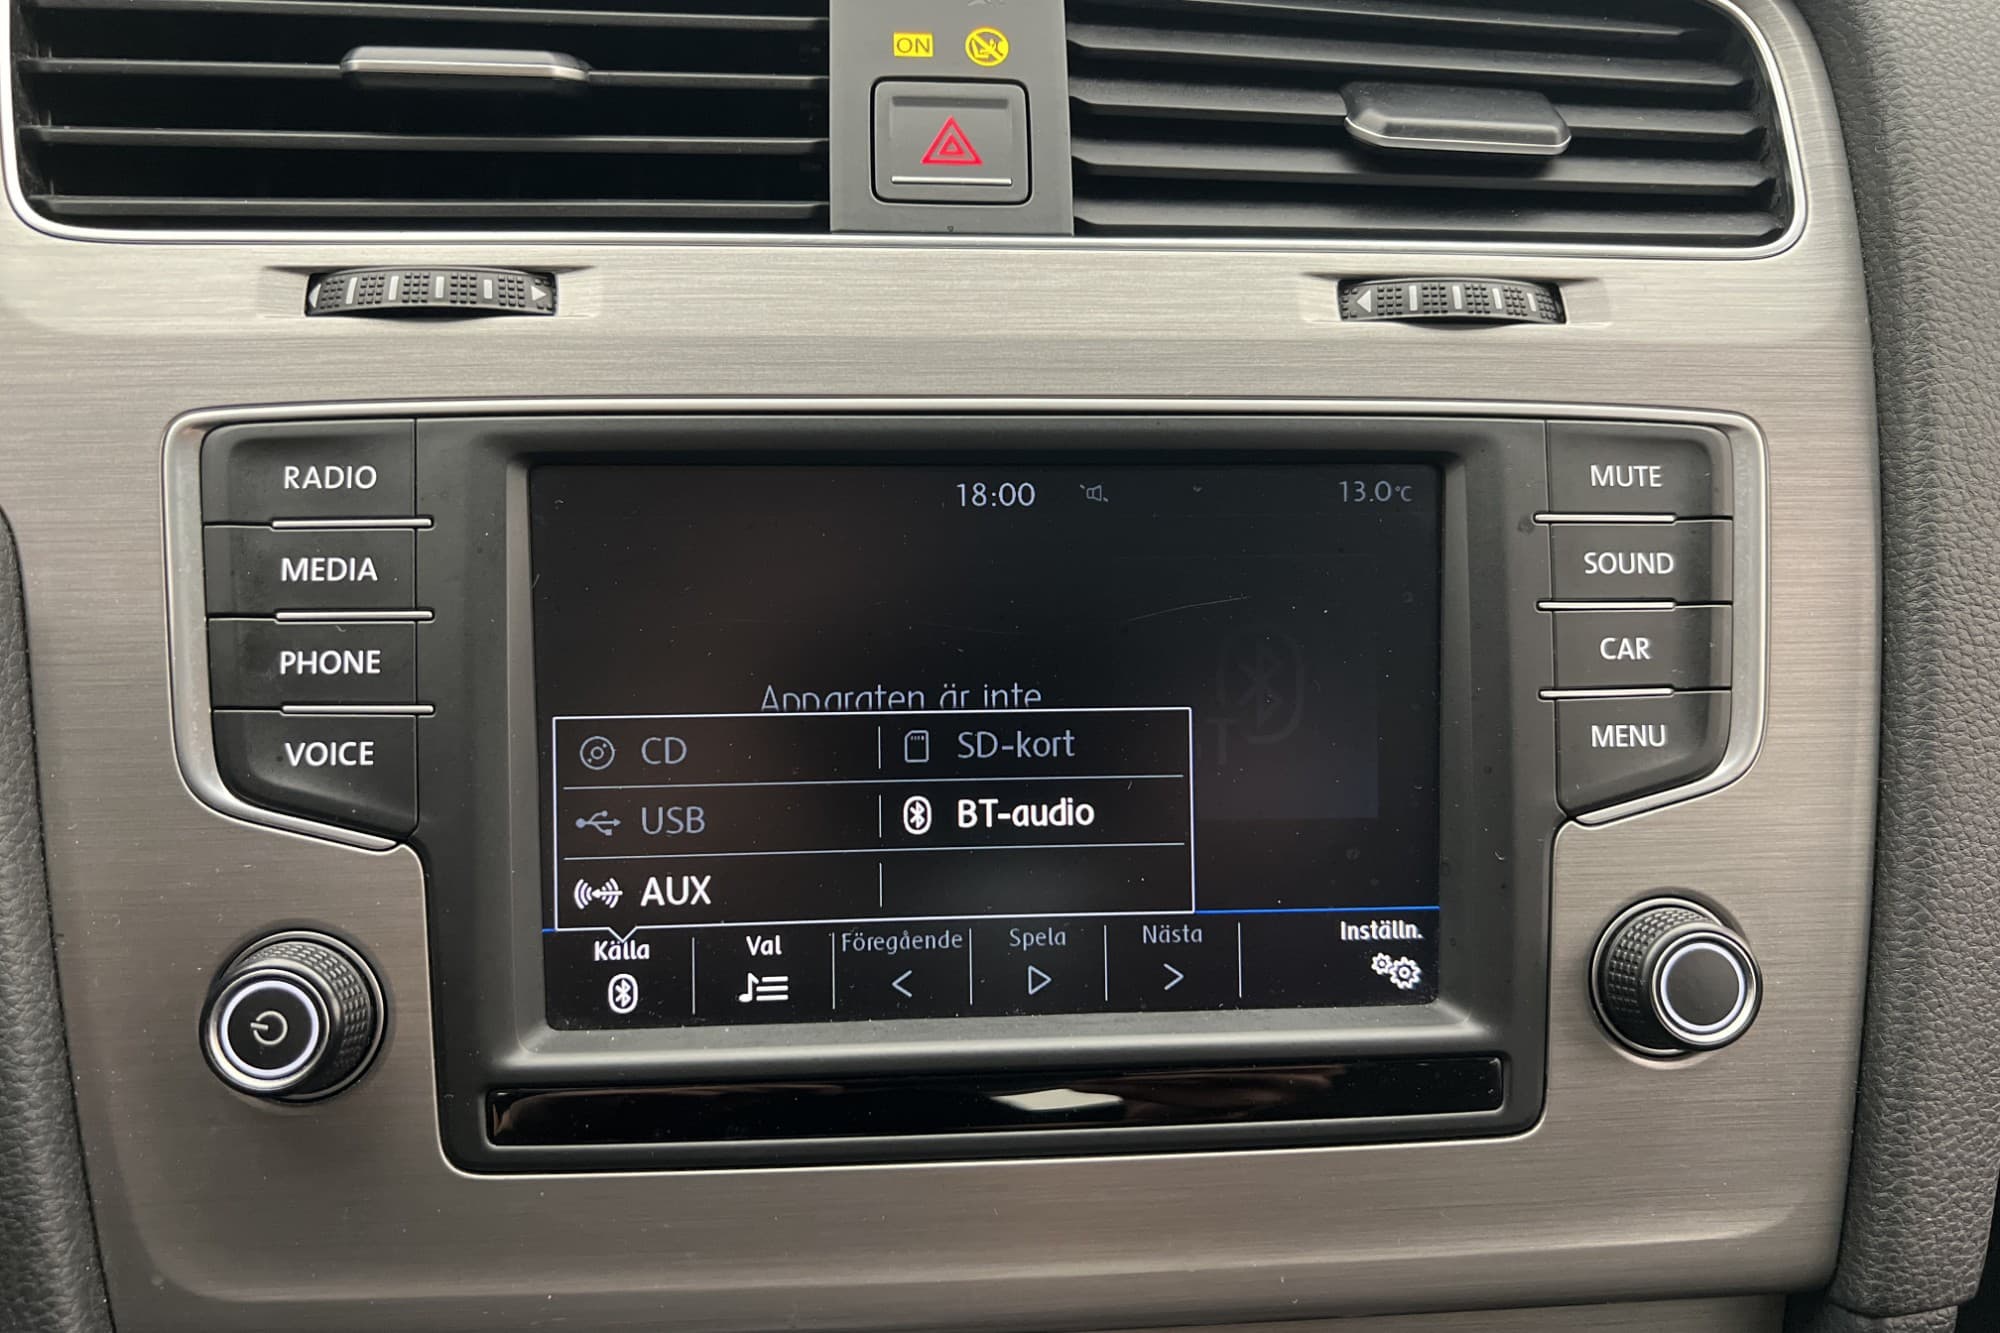 ON
RADIO
MEDIA
PHONE
VOICE
18:00
13.0°C
Apparaten är inte
CD
SD-kort
USB
BT-audio
AUX
Källa
Val
Föregående
Spela
Nästa
Inställn.
MUTE
SOUND
CAR
MENU